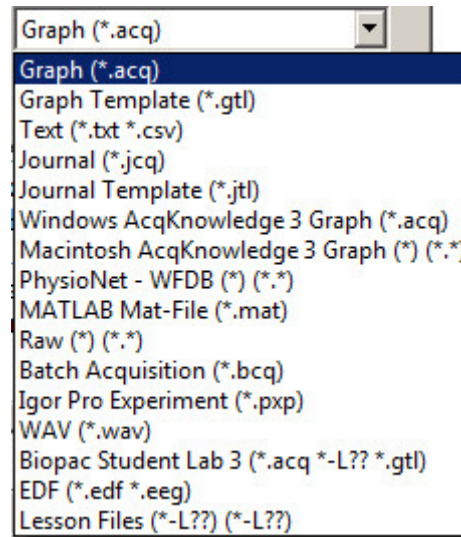 Graph (*.acq)
Graph (*.acq)
Graph Template (*.gtl)
Text (*.txt *.csv)
Journal (*.jcq)
Journal Template (*.jtl)
Windows AcqKnowledge 3 Graph (*.acq)
Macintosh AcqKnowledge 3 Graph (*) (*.*)
PhysioNet - WFDB (*) (*.*)
MATLAB Mat-File (*.mat)
Raw (*) (*.*)
Batch Acquisition (*.bcq)
Igor Pro Experiment (*.pxp)
WAV (*.wav)
Biopac Student Lab 3 (*.acq *-L?? *.gtl)
EDF (*.edf *.eeg)
Lesson Files (*-L??) (*-L??)